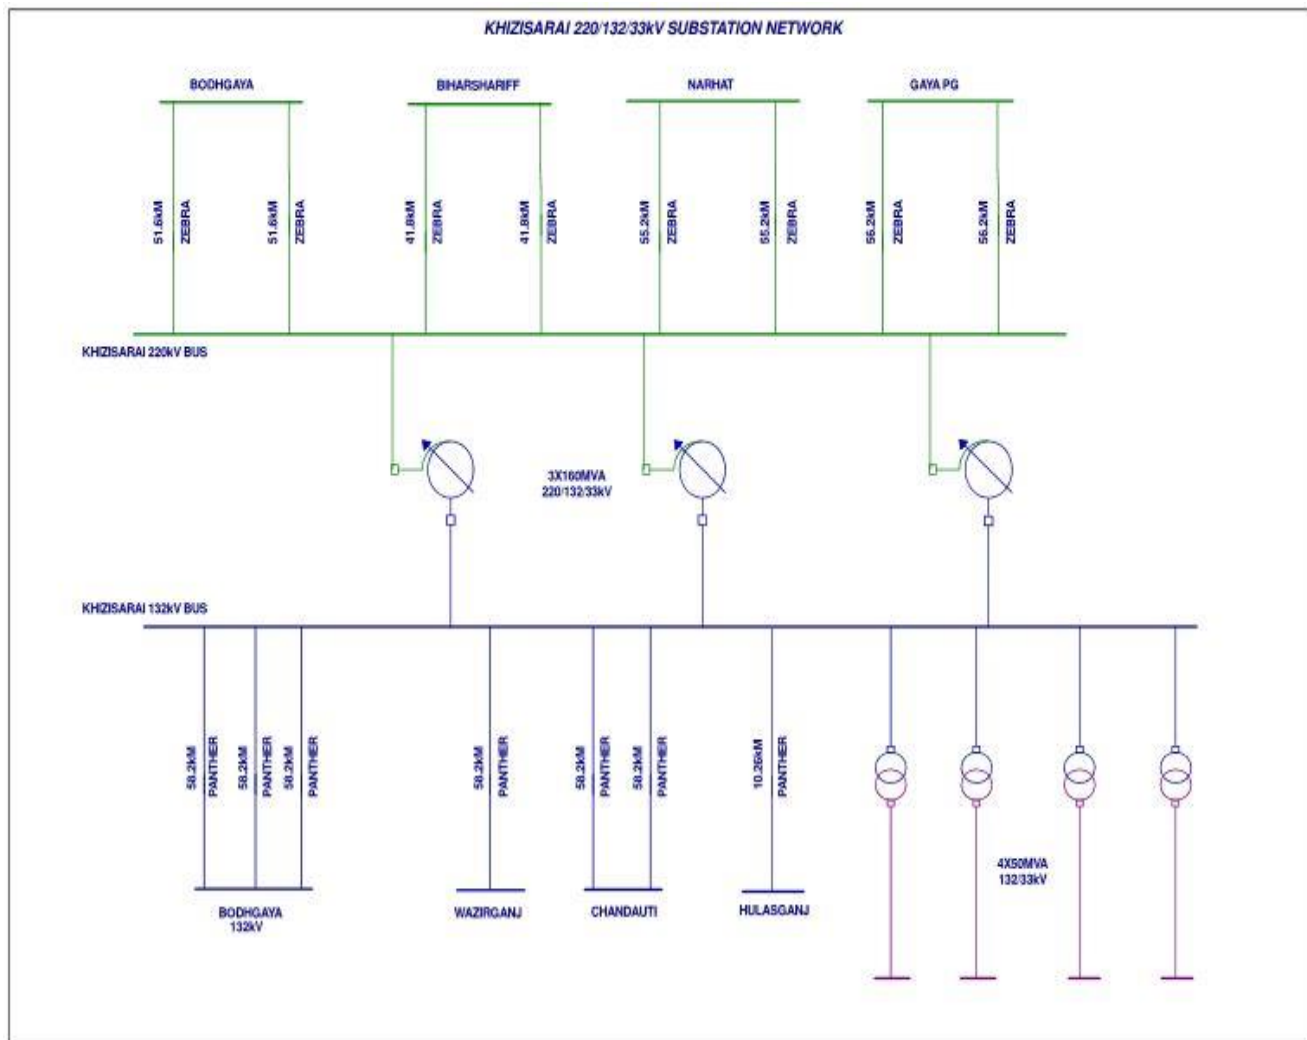 KHIZISARAI 220/132/33kV SUBSTATION NETWORK
BODHGAYA
BIHARSHARIFF
NARHAT
GAYA PG
51.6kM
ZEBRA
51.6kM
ZEBRA
41.8kM
ZEBRA
41.8kM
ZEBRA
55.2kM
ZEBRA
55.2kM
ZEBRA
56.2kM
ZEBRA
56.2kM
ZEBRA
KHIZISARAI 220kV BUS
3X160MVA
220/132/33kV
KHIZISARAI 132kV BUS
58.2kM
PANTHER
58.2kM
PANTHER
58.2kM
PANTHER
58.2kM
PANTHER
58.2kM
PANTHER
58.2kM
PANTHER
10.26kM
PANTHER
4X50MVA
132/33kV
BODHGAYA
132kV
WAZIRGANJ
CHANDAUTI
HULASGANJ